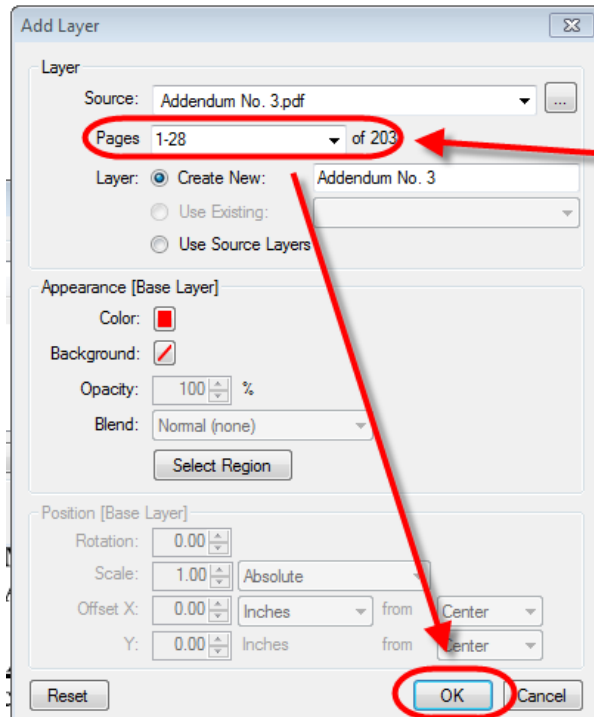 Add Layer
Layer
Source: Addendum No. 3.pdf ...
Pages 1-28 of 203
Layer: Create New: Addendum No. 3
Use Existing:
Use Source Layers
Appearance [Base Layer]
Color:
Background:
Opacity: 100 %
Blend: Normal (none)
Select Region
Position [Base Layer]
Rotation: 0.00
Scale: 1.00 Absolute
Offset X: 0.00 Inches from Center
Y: 0.00 Inches from Center
Reset OK Cancel